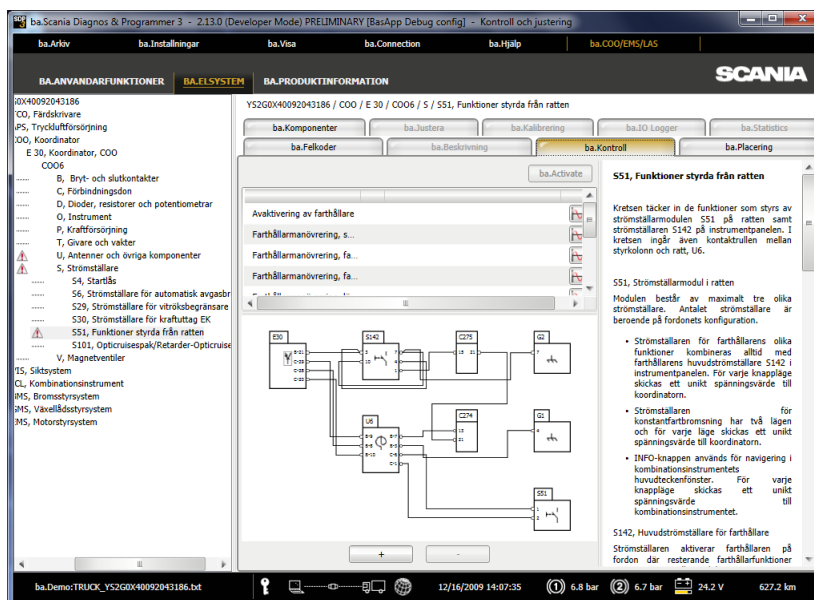 ba.Scania Diagnos & Programmer 3 - 2.13.0 (Developer Mode) PRELIMINARY [BasApp Debug config] - Kontroll och justering
ba.Arkiv ba.Installningar ba.Visa ba.Connection ba.Hjälp ba.COO/EMS/LAS
BA.ANVANDARFUNKTIONER BA.ELSYSTEM BA.PRODUKTINFORMATION
SCANIA
G0X40092043186
TCO, Färdskrivare
APS, Tryckluftförsörjning
COO, Koordinator
E 30, Koordinator, COO
COO6
B, Bryt- och slutkontakter
C, Förbindningsdon
D, Dioder, resistorer och potentiometrar
O, Instrument
P, Kraftförsörjning
T, Givare och vakter
U, Antenner och övriga komponenter
S, Strömställare
S4, Startlås
S6, Strömställare för automatisk avgasbr
S29, Strömställare för vitröksbegränsare
S30, Strömställare för kraftuttag EK
S51, Funktioner styrda från ratten
S101, Opticruisespak/Retarder-Opticruise
V, Magnetventiler
VIS, Siktsystem
ICL, Kombinationsinstrument
BMS, Bromsstyrsystem
GMS, Växellådsstyrsystem
EMS, Motorstyrsystem
YS2G0X40092043186 / COO / E 30 / COO6 / S / S51, Funktioner styrda från ratten
ba.Komponenter ba.Justera ba.Kalibrering ba.IO Logger ba.Statistics
ba.Felkoder ba.Beskrivning ba.Kontroll ba.Placering
ba.Activate
Avaktivering av farthållare
Farthållarmanövrering, s...
Farthållarmanövrering, fa...
Farthållarmanövrering, fa...
E30
S142
C275
G2
U6
C274
G1
S51
+ -
S51, Funktioner styrda från ratten
Kretsen täcker in de funktioner som styrs av
strömställarmodulen S51 på ratten samt
strömställaren S142 på instrumentpanelen. I
kretsen ingår även kontaktrullen mellan
styrkolonn och ratt, U6.
S51, Strömställarmodul i ratten
Modulen består av maximalt tre olika
strömställare. Antalet strömställare är
beroende på fordonets konfiguration.
• Strömställaren för farthållarens olika
funktioner kombineras alltid med
farthållarens huvudströmställare S142 i
instrumentpanelen. För varje knappläge
skickas ett unikt spänningsvärde till
koordinatorn.
• Strömställaren för
konstantfartbromsning har två lägen
och för varje läge skickas ett unikt
spänningsvärde till koordinatorn.
• INFO-knappen används för navigering i
kombinationsinstrumentets
huvudteckenfönster. För varje
knappläge skickas ett unikt
spänningsvärde till
kombinationsinstrumentet.
S142, Huvudströmställare för farthållare
Strömställaren aktiverar farthållaren på
fordon där resterande farthållarfunktioner
ba.Demo:TRUCK_YS2G0X40092043186.txt 12/16/2009 14:07:35 (1) 6.8 bar (2) 6.7 bar 24.2 V 627.2 km